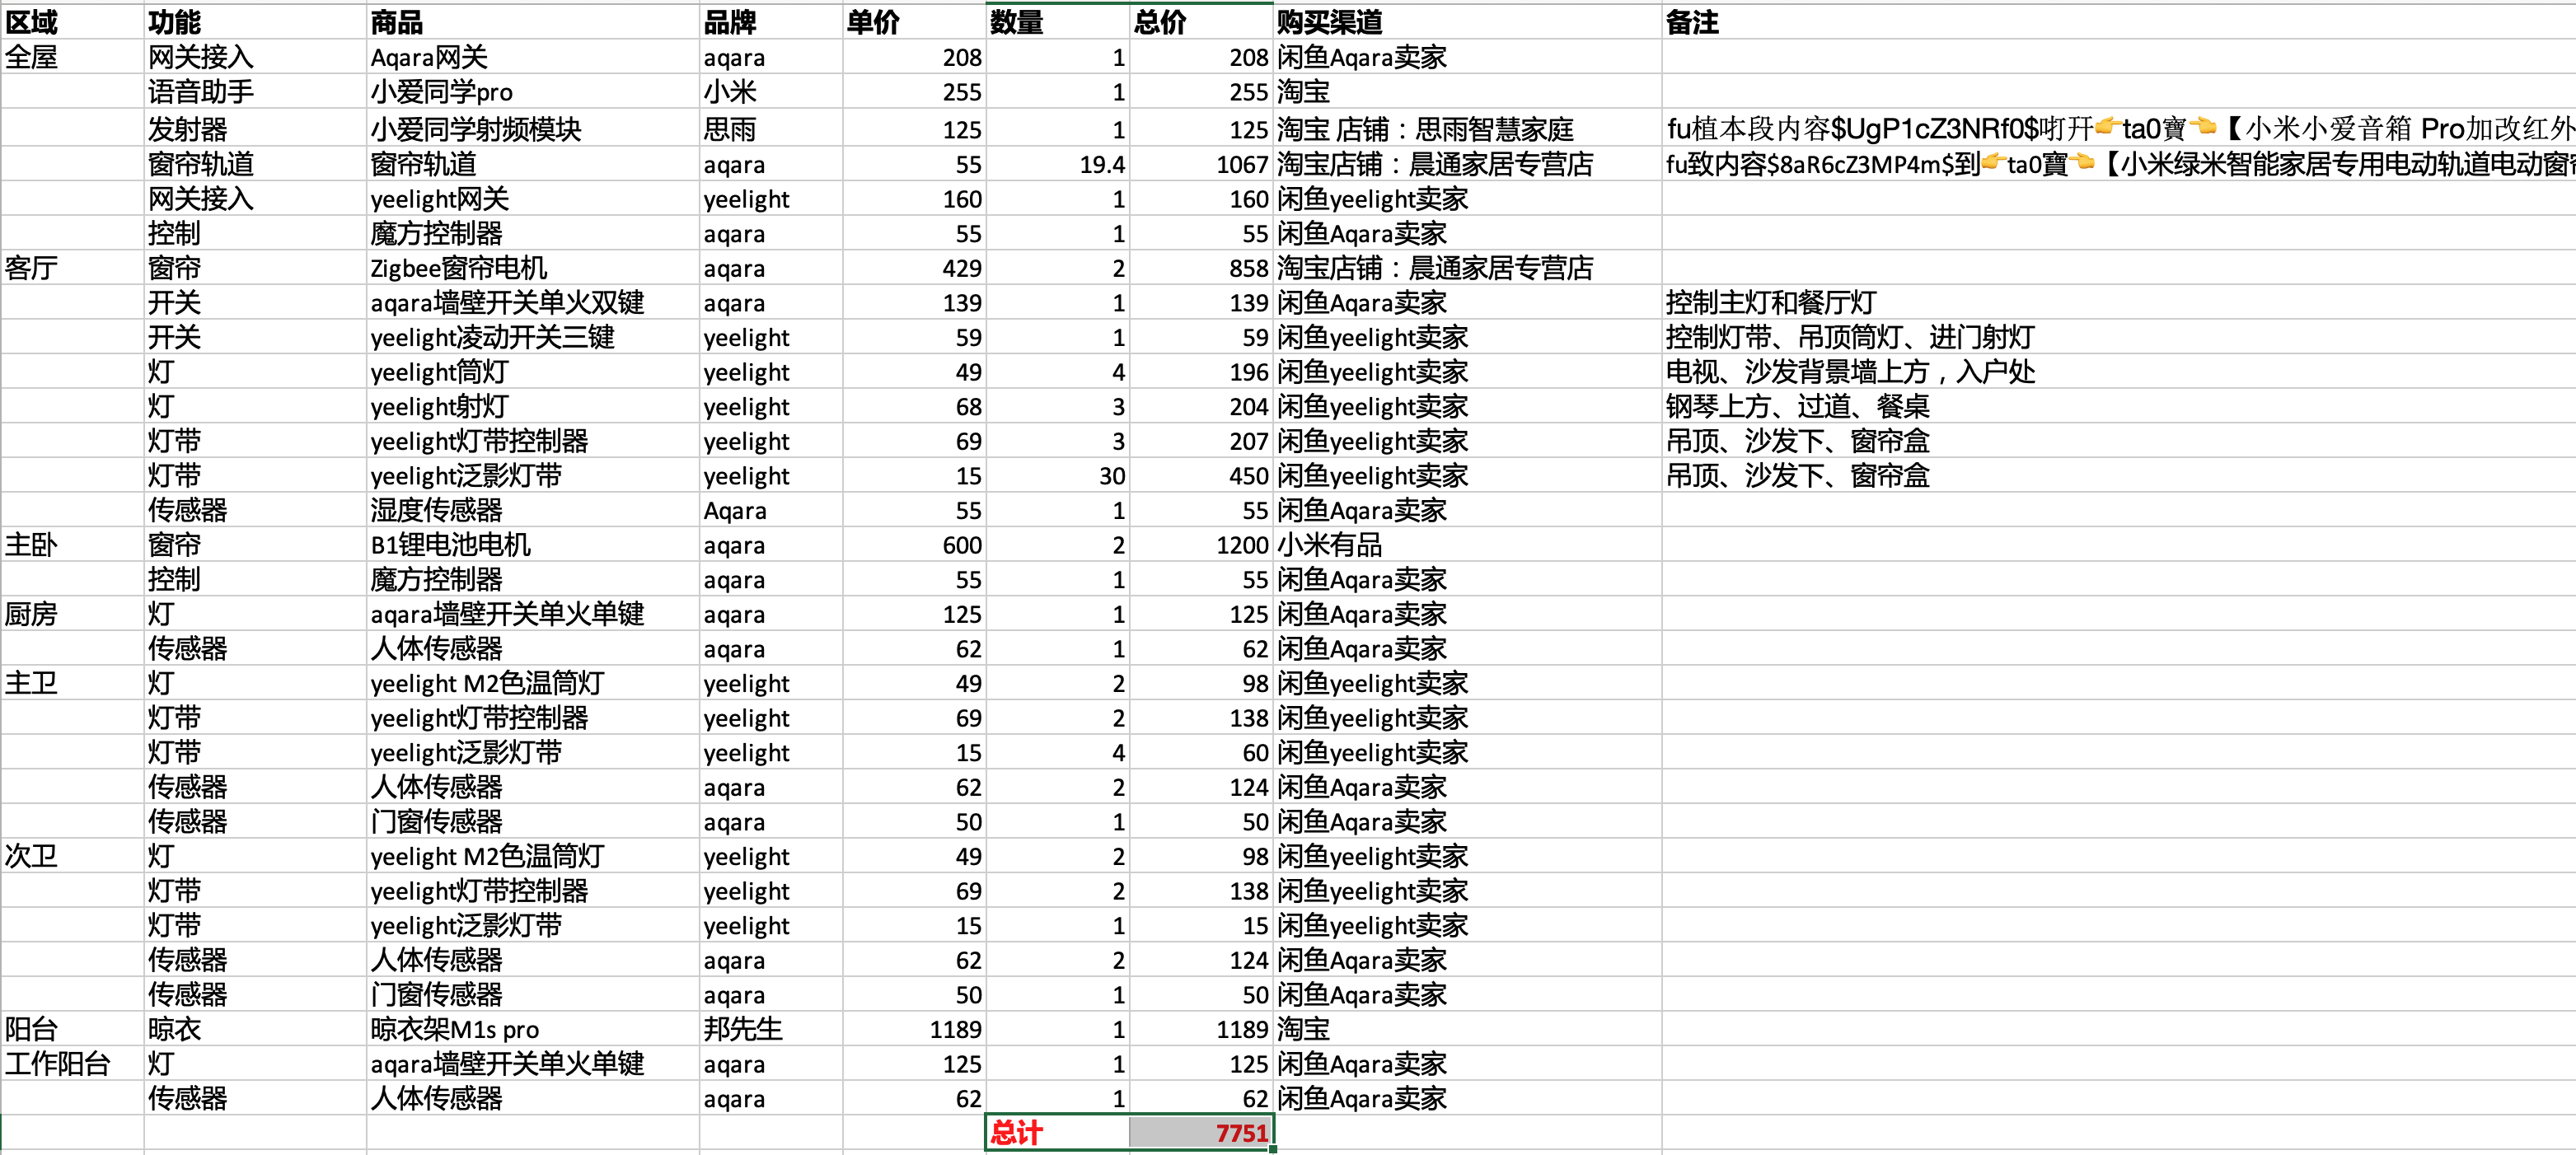 区域 功能 商品 品牌 单价 数量 总价 购买渠道 备注
全屋 网关接入 Aqara网关 aqara 208 1 208 闲鱼Aqara卖家
语音助手 小爱同学pro 小米 255 1 255 淘宝
发射器 小爱同学射频模块 思雨 125 1 125 淘宝 店铺：思雨智慧家庭 fu植本段内容$UgP1cZ3NRf0$咑开👉ta0寶👈【小米小爱音箱 Pro加改红外
窗帘轨道 窗帘轨道 aqara 55 19.4 1067 淘宝店铺：晨通家居专营店 fu致内容$8aR6cZ3MP4m$到👉ta0寶👈【小米绿米智能家居专用电动轨道电动窗帘
网关接入 yeelight网关 yeelight 160 1 160 闲鱼yeelight卖家
控制 魔方控制器 aqara 55 1 55 闲鱼Aqara卖家
客厅 窗帘 Zigbee窗帘电机 aqara 429 2 858 淘宝店铺：晨通家居专营店
开关 aqara墙壁开关单火双键 aqara 139 1 139 闲鱼Aqara卖家 控制主灯和餐厅灯
开关 yeelight凌动开关三键 yeelight 59 1 59 闲鱼yeelight卖家 控制灯带、吊顶筒灯、进门射灯
灯 yeelight筒灯 yeelight 49 4 196 闲鱼yeelight卖家 电视、沙发背景墙上方，入户处
灯 yeelight射灯 yeelight 68 3 204 闲鱼yeelight卖家 钢琴上方、过道、餐桌
灯带 yeelight灯带控制器 yeelight 69 3 207 闲鱼yeelight卖家 吊顶、沙发下、窗帘盒
灯带 yeelight泛影灯带 yeelight 15 30 450 闲鱼yeelight卖家 吊顶、沙发下、窗帘盒
传感器 湿度传感器 Aqara 55 1 55 闲鱼Aqara卖家
主卧 窗帘 B1锂电池电机 aqara 600 2 1200 小米有品
控制 魔方控制器 aqara 55 1 55 闲鱼Aqara卖家
厨房 灯 aqara墙壁开关单火单键 aqara 125 1 125 闲鱼Aqara卖家
传感器 人体传感器 aqara 62 1 62 闲鱼Aqara卖家
主卫 灯 yeelight M2色温筒灯 yeelight 49 2 98 闲鱼yeelight卖家
灯带 yeelight灯带控制器 yeelight 69 2 138 闲鱼yeelight卖家
灯带 yeelight泛影灯带 yeelight 15 4 60 闲鱼yeelight卖家
传感器 人体传感器 aqara 62 2 124 闲鱼Aqara卖家
传感器 门窗传感器 aqara 50 1 50 闲鱼Aqara卖家
次卫 灯 yeelight M2色温筒灯 yeelight 49 2 98 闲鱼yeelight卖家
灯带 yeelight灯带控制器 yeelight 69 2 138 闲鱼yeelight卖家
灯带 yeelight泛影灯带 yeelight 15 1 15 闲鱼yeelight卖家
传感器 人体传感器 aqara 62 2 124 闲鱼Aqara卖家
传感器 门窗传感器 aqara 50 1 50 闲鱼Aqara卖家
阳台 晾衣 晾衣架M1s pro 邦先生 1189 1 1189 淘宝
工作阳台 灯 aqara墙壁开关单火单键 aqara 125 1 125 闲鱼Aqara卖家
传感器 人体传感器 aqara 62 1 62 闲鱼Aqara卖家
总计 7751